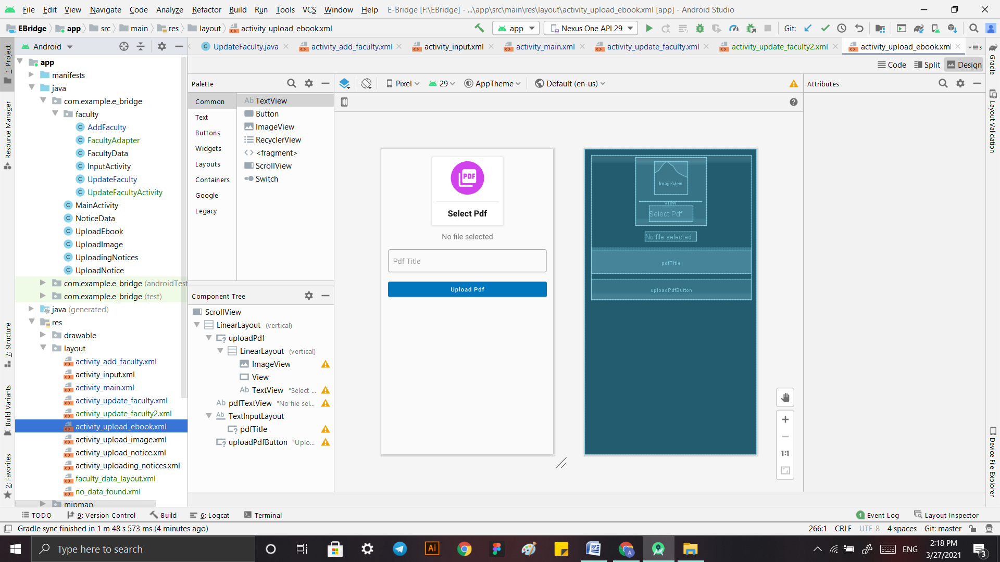 File Edit View Navigate Code Analyze Refactor Build Run Tools VCS Window Help E-Bridge [F:\EBridge] - ...\app\src\main\res\layout\activity_upload_ebook.xml [app] - Android Studio
EBridge app src main res layout activity_upload_ebook.xml app Nexus One API 29 Git:
Android UpdateFaculty.java activity_add_faculty.xml activity_input.xml activity_main.xml activity_update_faculty.xml activity_update_faculty2.xml activity_upload_ebook.xml 3
Code Split Design
1: Project
Resource Manager
7: Structure
Build Variants
2: Favorites
app
manifests
java
com.example.e_bridge
faculty
AddFaculty
FacultyAdapter
FacultyData
InputActivity
UpdateFaculty
UpdateFacultyActivity
MainActivity
NoticeData
UploadEbook
UploadImage
UploadingNotices
UploadNotice
com.example.e_bridge (androidTest
com.example.e_bridge (test)
java (generated)
res
drawable
layout
activity_add_faculty.xml
activity_input.xml
activity_main.xml
activity_update_faculty.xml
activity_update_faculty2.xml
activity_upload_ebook.xml
activity_upload_image.xml
activity_upload_notice.xml
activity_uploading_notices.xml
faculty_data_layout.xml
no_data_found.xml
mipmap
Palette
Common
Text
Buttons
Widgets
Layouts
Containers
Google
Legacy
Ab TextView
Button
ImageView
RecyclerView
<fragment>
ScrollView
Switch
Component Tree
ScrollView
LinearLayout (vertical)
uploadPdf
LinearLayout (vertical)
ImageView
View
Ab TextView "Select ...
Ab pdfTextView "No file sel...
Ab TextInputLayout
pdfTitle
uploadPdfButton "Uplo...
Pixel 29 AppTheme Default (en-us)
PDF
Select Pdf
No file selected
Pdf Title
Upload Pdf
ImageView
View
Select Pdf
No file selected
pdfTitle
uploadPdfButton
1:1
Attributes
Gradle
Layout Validation
Device File Explorer
TODO 9: Version Control Build 6: Logcat Terminal 1 Event Log Layout Inspector
Gradle sync finished in 1 m 48 s 573 ms (4 minutes ago) 266:1 CRLF UTF-8 4 spaces Git: master
Type here to search Ai A ENG 2:18 PM
3/27/2021 3